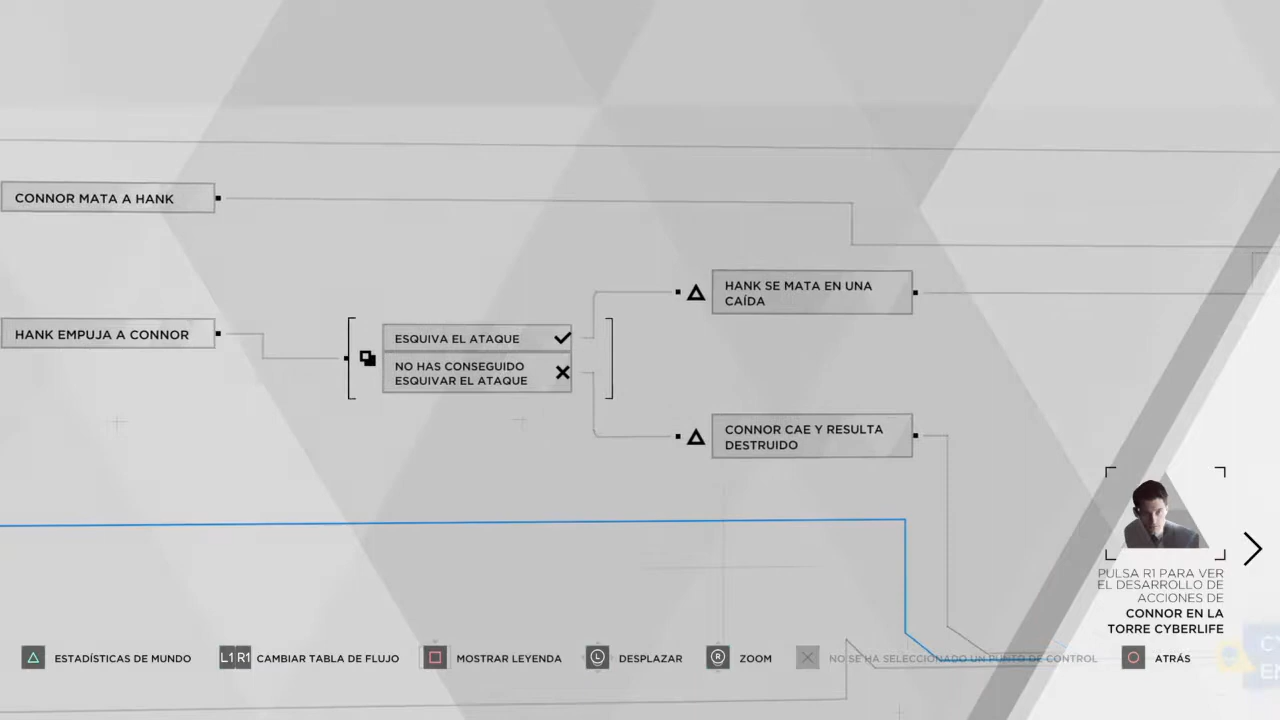 CONNOR MATA A HANK
HANK SE MATA EN UNA
CAÍDA
HANK EMPUJA A CONNOR
ESQUIVA EL ATAQUE
NO HAS CONSEGUIDO
ESQUIVAR EL ATAQUE
CONNOR CAE Y RESULTA
DESTRUIDO
PULSA R1 PARA VER
EL DESARROLLO DE
ACCIONES DE
CONNOR EN LA
TORRE CYBERLIFE
ESTADÍSTICAS DE MUNDO
L1 R1 CAMBIAR TABLA DE FLUJO
MOSTRAR LEYENDA
L DESPLAZAR
R ZOOM
NO SE HA SELECCIONADO UN PUNTO DE CONTROL
ATRÁS